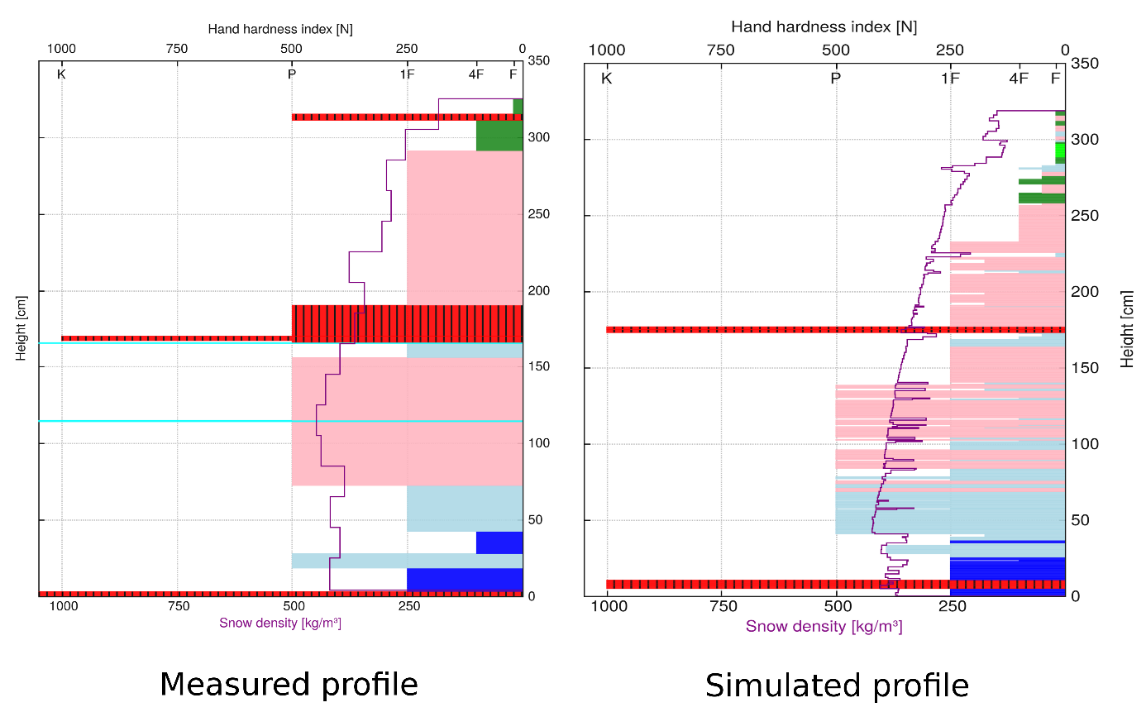 Hand hardness index [N]
1000 750 500 250 0
K P 1F 4F F
350
300
250
200
150
100
50
0
Height [cm]
1000 750 500 250
Snow density [kg/m³]
Measured profile
Hand hardness index [N]
1000 750 500 250 0
K P 1F 4F F
350
300
250
200
150
100
50
0
Height [cm]
1000 750 500 250
Snow density [kg/m³]
Simulated profile